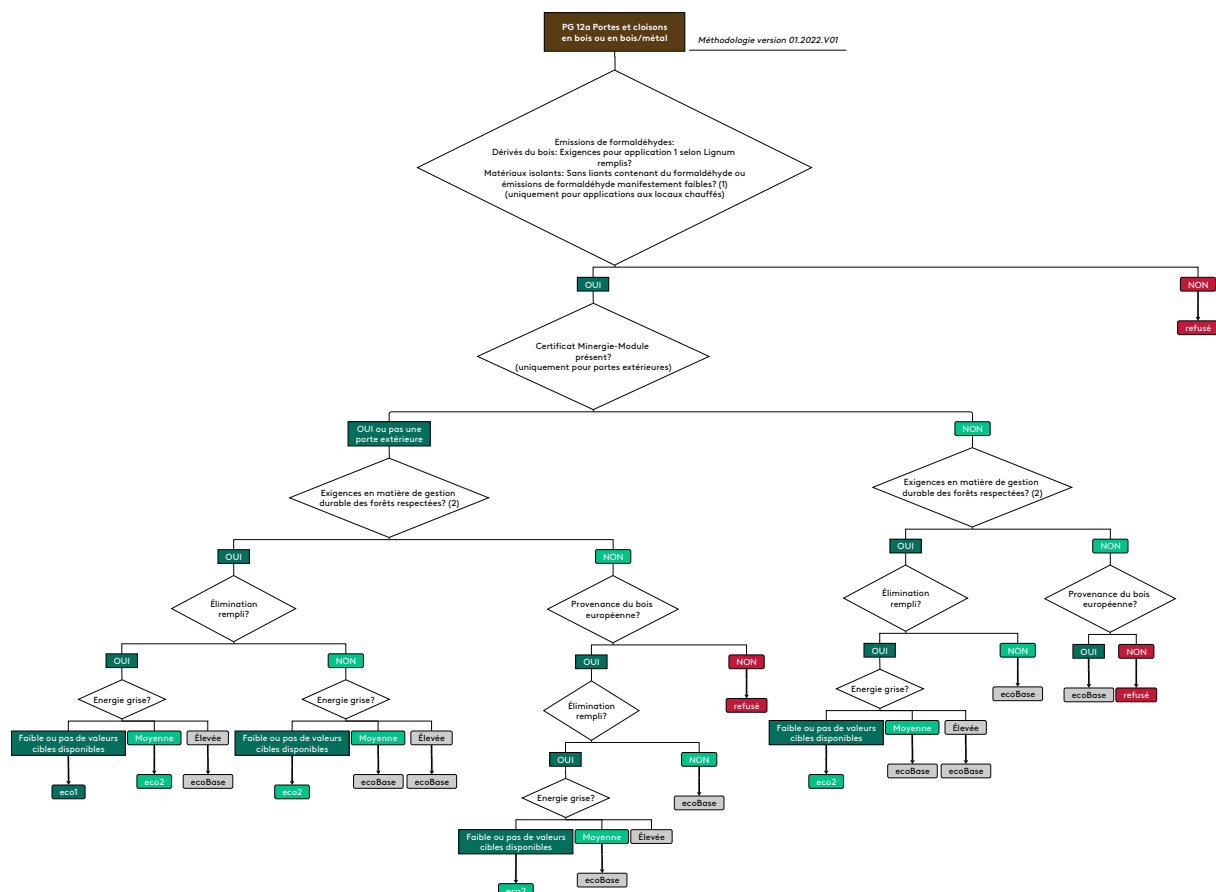 PG 12a Portes et cloisons
en bois ou en bois/métal
Méthodologie version 01.2022.V01
Emissions de formaldéhydes:
Dérivés du bois: Exigences pour application 1 selon Lignum
remplis?
Matériaux isolants: Sans liants contenant du formaldéhyde ou
émissions de formaldéhyde manifestement faibles? (1)
(uniquement pour applications aux locaux chauffés)
OUI
NON
refusé
Certificat Minergie-Module
présent?
(uniquement pour portes extérieures)
OUI ou pas une
porte extérieure
NON
Exigences en matière de gestion
durable des forêts respectées? (2)
Exigences en matière de gestion
durable des forêts respectées? (2)
OUI
NON
OUI
NON
Élimination
rempli?
Provenance du bois
européenne?
Élimination
rempli?
Provenance du bois
européenne?
OUI
NON
OUI
NON
OUI
NON
OUI
NON
Energie grise?
Energie grise?
Élimination
rempli?
refusé
Energie grise?
ecoBase
ecoBase
refusé
Faible ou pas de valeurs
cibles disponibles
Moyenne
Élevée
Faible ou pas de valeurs
cibles disponibles
Moyenne
Élevée
Faible ou pas de valeurs
cibles disponibles
Moyenne
Élevée
eco1
eco2
ecoBase
eco2
ecoBase
ecoBase
OUI
NON
eco2
ecoBase
ecoBase
Energie grise?
ecoBase
Faible ou pas de valeurs
cibles disponibles
Moyenne
Élevée
eco2
ecoBase